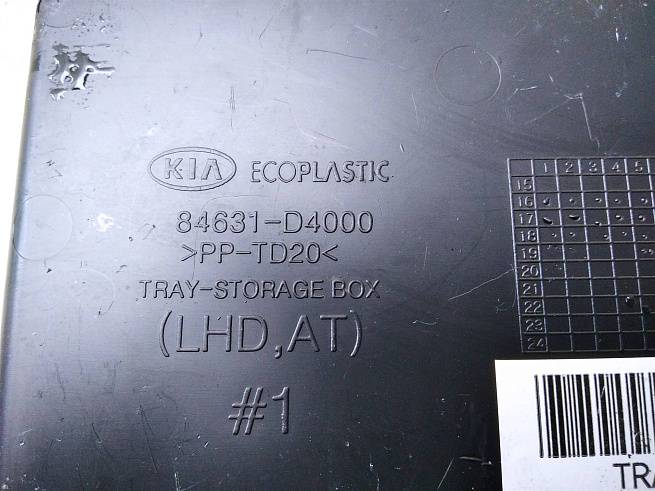 KIA ECOPLASTIC
84631-D4000
>PP-TD20<
TRAY-STORAGE BOX
(LHD,AT)
#1
1 2 3 4 5
15
16
17
18
19
20
21
22
23
24